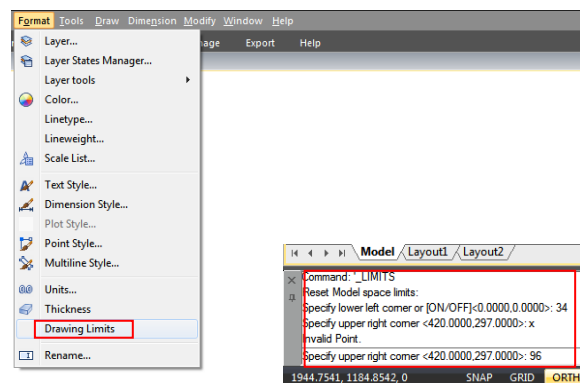 Format Tools Draw Dimension Modify Window Help
Export Help
Layer...
Layer States Manager...
Layer tools
Color...
Linetype...
Lineweight...
Scale List...
Text Style...
Dimension Style...
Plot Style...
Point Style...
Multiline Style...
Units...
Thickness
Drawing Limits
Rename...
Model Layout1 Layout2
Command: '_LIMITS
Reset Model space limits:
Specify lower left corner or [ON/OFF]<0.0000,0.0000>: 34
Specify upper right corner <420.0000,297.0000>: x
Invalid Point.
Specify upper right corner <420.0000,297.0000>: 96
1944.7541, 1184.8542, 0 SNAP GRID ORTH